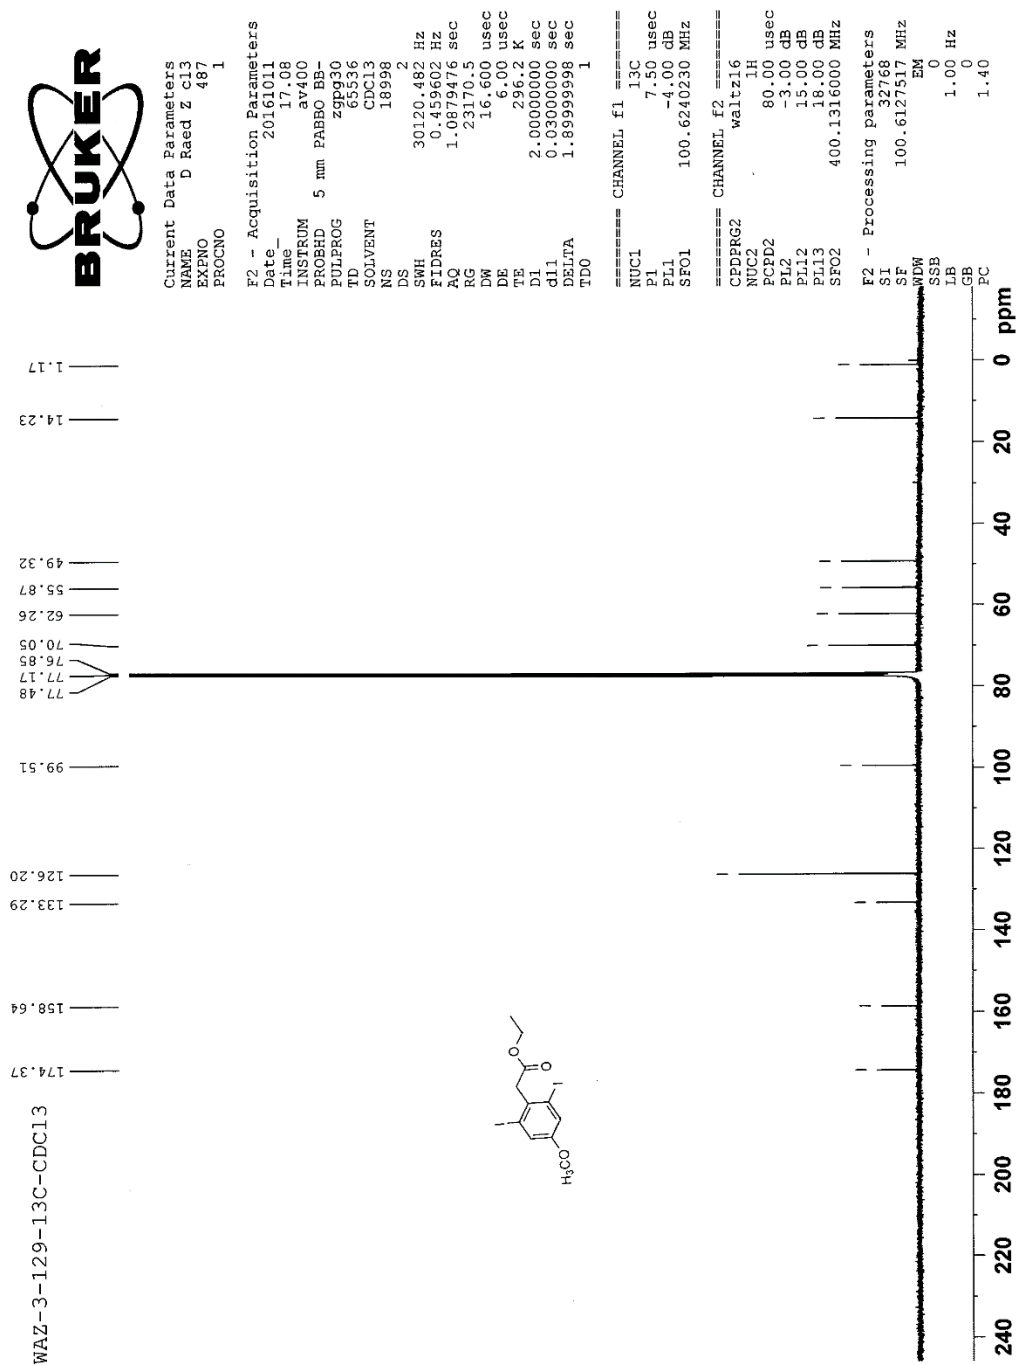 WAZ-3-129-13C-CDCl3
174.37
158.64
133.29
126.20
99.51
77.48
77.17
76.85
70.05
62.26
55.87
49.32
14.23
1.17
H₃CO
I
I
O
O
240 220 200 180 160 140 120 100 80 60 40 20 0 ppm
BRUKER
Current Data Parameters
NAME D Raed Z c13
EXPNO 487
PROCNO 1
F2 - Acquisition Parameters
Date_ 20161011
Time 17.08
INSTRUM av400
PROBHD 5 mm PABBO BB-
PULPROG zgpg30
TD 65536
SOLVENT CDCl3
NS 18998
DS 2
SWH 30120.482 Hz
FIDRES 0.459602 Hz
AQ 1.0879476 sec
RG 23170.5
DW 16.600 usec
DE 6.00 usec
TE 296.2 K
D1 2.00000000 sec
d11 0.03000000 sec
DELTA 1.89999998 sec
TD0 1
======== CHANNEL f1 ========
NUC1 13C
P1 7.50 usec
PL1 -4.00 dB
SFO1 100.6240230 MHz
======== CHANNEL f2 ========
CPDPRG2 waltz16
NUC2 1H
PCPD2 80.00 usec
PL2 -3.00 dB
PL12 15.00 dB
PL13 18.00 dB
SFO2 400.1316000 MHz
F2 - Processing parameters
SI 32768
SF 100.6127517 MHz
WDW EM
SSB 0
LB 1.00 Hz
GB 0
PC 1.40